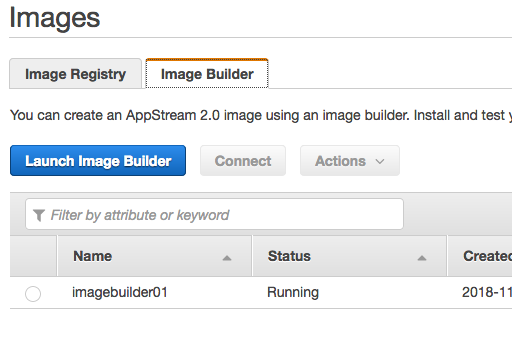 Images
Image Registry
Image Builder
You can create an AppStream 2.0 image using an image builder. Install and test
Launch Image Builder
Connect
Actions
Filter by attribute or keyword
Name
Status
Created
imagebuilder01
Running
2018-11